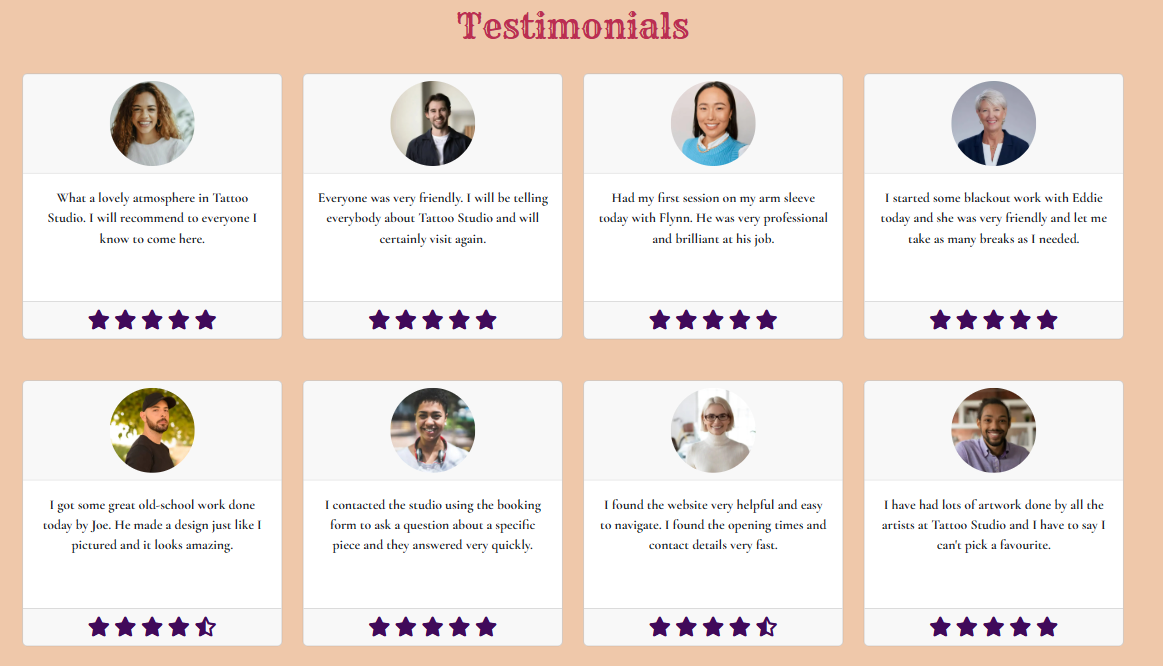 Testimonials
What a lovely atmosphere in Tattoo
Studio. I will recommend to everyone I
know to come here.
Everyone was very friendly. I will be telling
everybody about Tattoo Studio and will
certainly visit again.
Had my first session on my arm sleeve
today with Flynn. He was very professional
and brilliant at his job.
I started some blackout work with Eddie
today and she was very friendly and let me
take as many breaks as I needed.
I got some great old-school work done
today by Joe. He made a design just like I
pictured and it looks amazing.
I contacted the studio using the booking
form to ask a question about a specific
piece and they answered very quickly.
I found the website very helpful and easy
to navigate. I found the opening times and
contact details very fast.
I have had lots of artwork done by all the
artists at Tattoo Studio and I have to say I
can't pick a favourite.